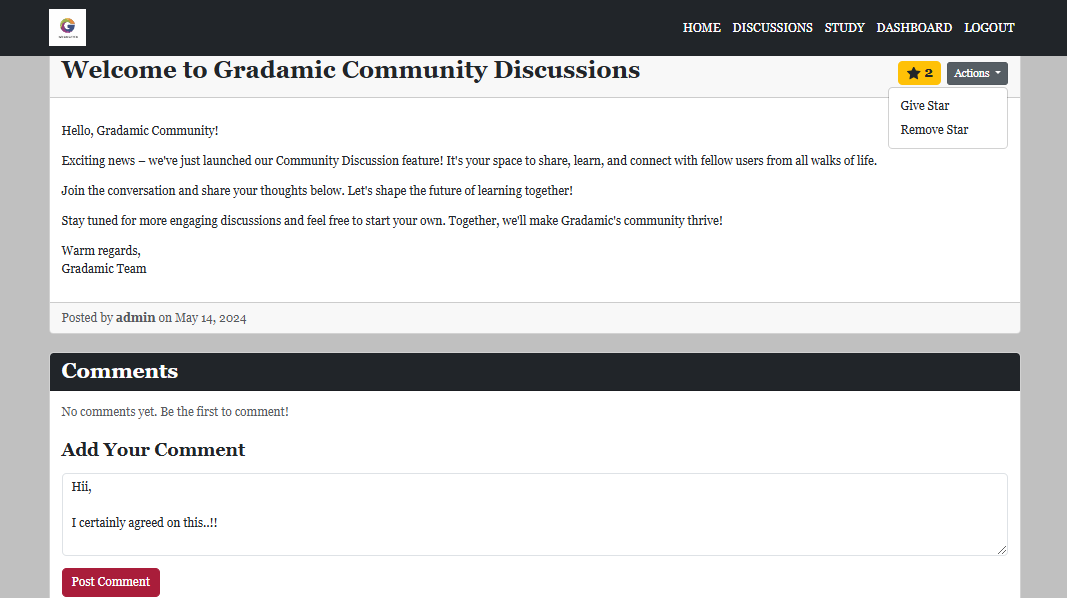 HOME DISCUSSIONS STUDY DASHBOARD LOGOUT
Welcome to Gradamic Community Discussions
2 Actions
Give Star
Remove Star
Hello, Gradamic Community!
Exciting news – we've just launched our Community Discussion feature! It's your space to share, learn, and connect with fellow users from all walks of life.
Join the conversation and share your thoughts below. Let's shape the future of learning together!
Stay tuned for more engaging discussions and feel free to start your own. Together, we'll make Gradamic's community thrive!
Warm regards,
Gradamic Team
Posted by admin on May 14, 2024
Comments
No comments yet. Be the first to comment!
Add Your Comment
Hii,
I certainly agreed on this..!!
Post Comment